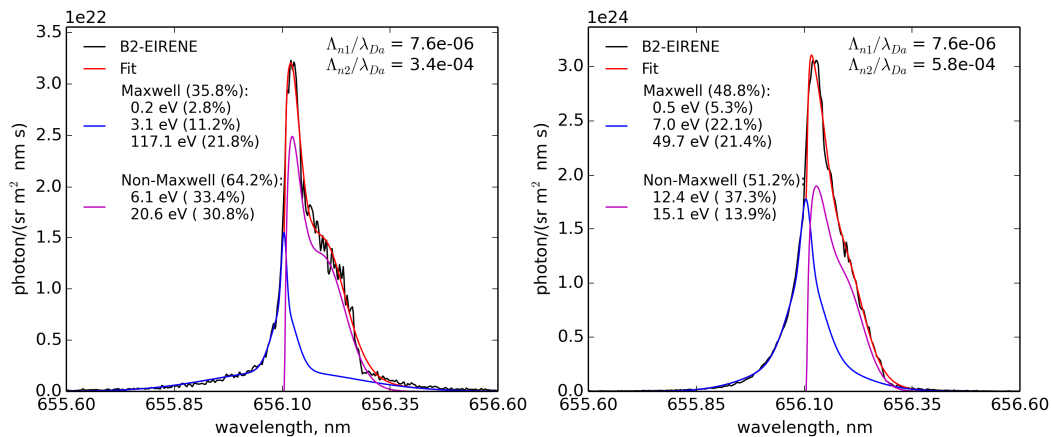 1e22
3.5
3.0
2.5
2.0
1.5
1.0
0.5
0.0
photon/(sr m² nm s)
B2-EIRENE
Fit
Maxwell (35.8%):
0.2 eV (2.8%)
3.1 eV (11.2%)
117.1 eV (21.8%)
Non-Maxwell (64.2%):
6.1 eV ( 33.4%)
20.6 eV ( 30.8%)
Λn1/λDa = 7.6e-06
Λn2/λDa = 3.4e-04
655.60 655.85 656.10 656.35 656.60
wavelength, nm
1e24
3.0
2.5
2.0
1.5
1.0
0.5
0.0
photon/(sr m² nm s)
B2-EIRENE
Fit
Maxwell (48.8%):
0.5 eV (5.3%)
7.0 eV (22.1%)
49.7 eV (21.4%)
Non-Maxwell (51.2%):
12.4 eV ( 37.3%)
15.1 eV ( 13.9%)
Λn1/λDa = 7.6e-06
Λn2/λDa = 5.8e-04
655.60 655.85 656.10 656.35 656.60
wavelength, nm